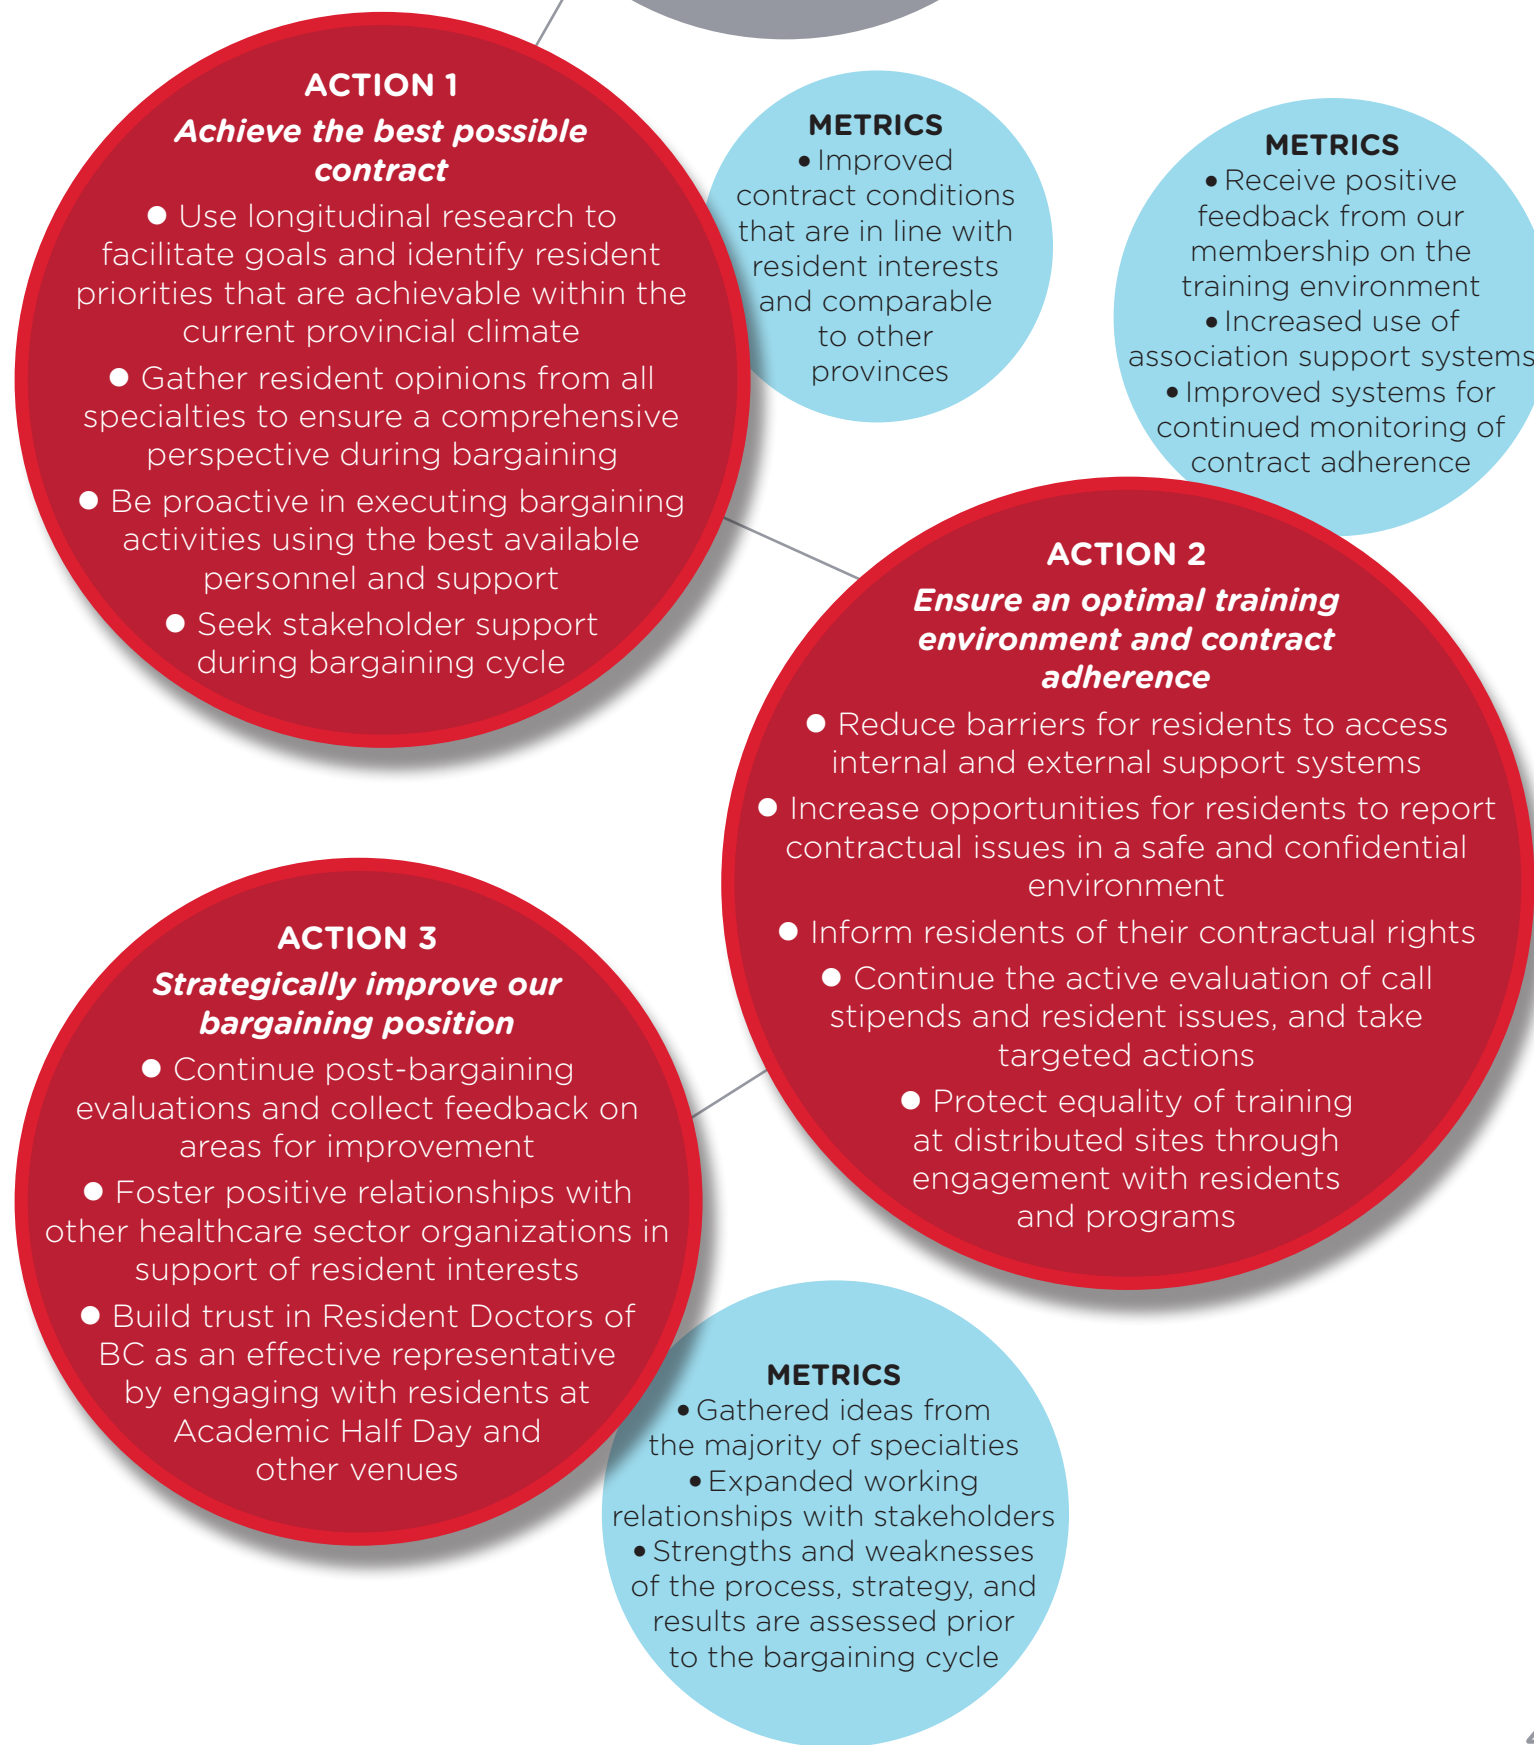 ACTION 1
Achieve the best possible
contract
● Use longitudinal research to
facilitate goals and identify resident
priorities that are achievable within the
current provincial climate
● Gather resident opinions from all
specialties to ensure a comprehensive
perspective during bargaining
● Be proactive in executing bargaining
activities using the best available
personnel and support
● Seek stakeholder support
during bargaining cycle
METRICS
• Improved
contract conditions
that are in line with
resident interests
and comparable
to other
provinces
METRICS
• Receive positive
feedback from our
membership on the
training environment
• Increased use of
association support systems
• Improved systems for
continued monitoring of
contract adherence
ACTION 2
Ensure an optimal training
environment and contract
adherence
● Reduce barriers for residents to access
internal and external support systems
● Increase opportunities for residents to report
contractual issues in a safe and confidential
environment
● Inform residents of their contractual rights
● Continue the active evaluation of call
stipends and resident issues, and take
targeted actions
● Protect equality of training
at distributed sites through
engagement with residents
and programs
ACTION 3
Strategically improve our
bargaining position
● Continue post-bargaining
evaluations and collect feedback on
areas for improvement
● Foster positive relationships with
other healthcare sector organizations in
support of resident interests
● Build trust in Resident Doctors of
BC as an effective representative
by engaging with residents at
Academic Half Day and
other venues
METRICS
• Gathered ideas from
the majority of specialties
• Expanded working
relationships with stakeholders
• Strengths and weaknesses
of the process, strategy, and
results are assessed prior
to the bargaining cycle